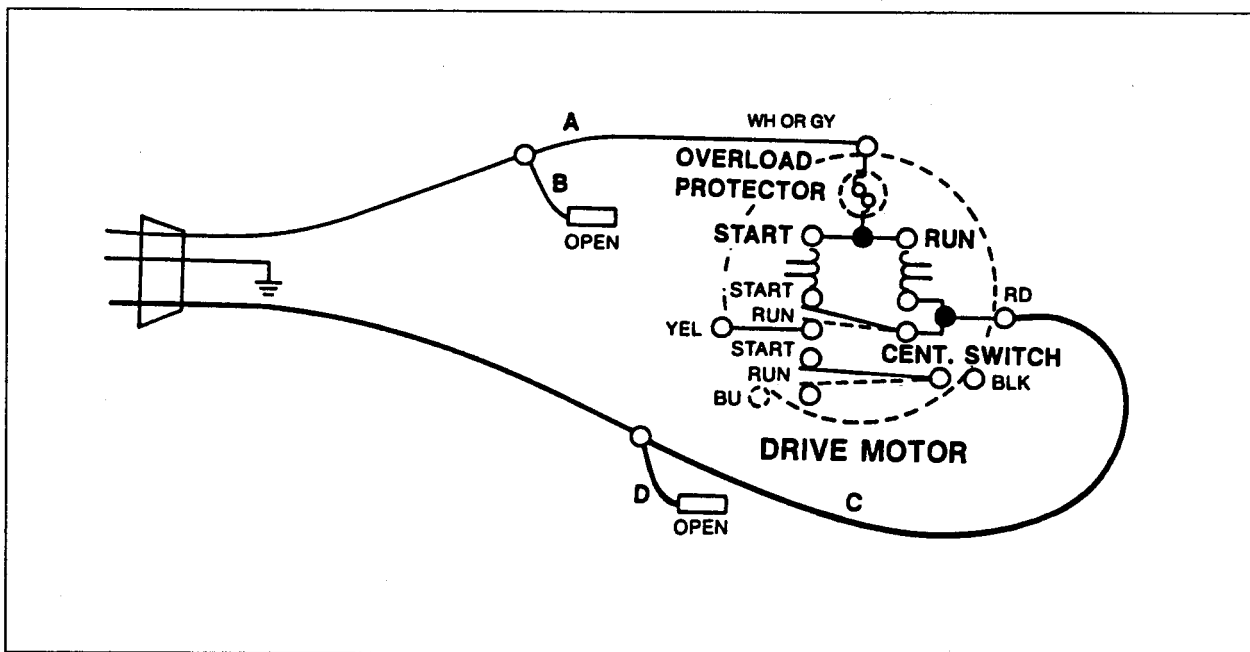 A
WH OR GY
OVERLOAD
PROTECTOR
B
OPEN
START
RUN
START
RD
RUN
YEL
CENT. SWITCH
START
RUN
BLK
BU
DRIVE MOTOR
D
C
OPEN